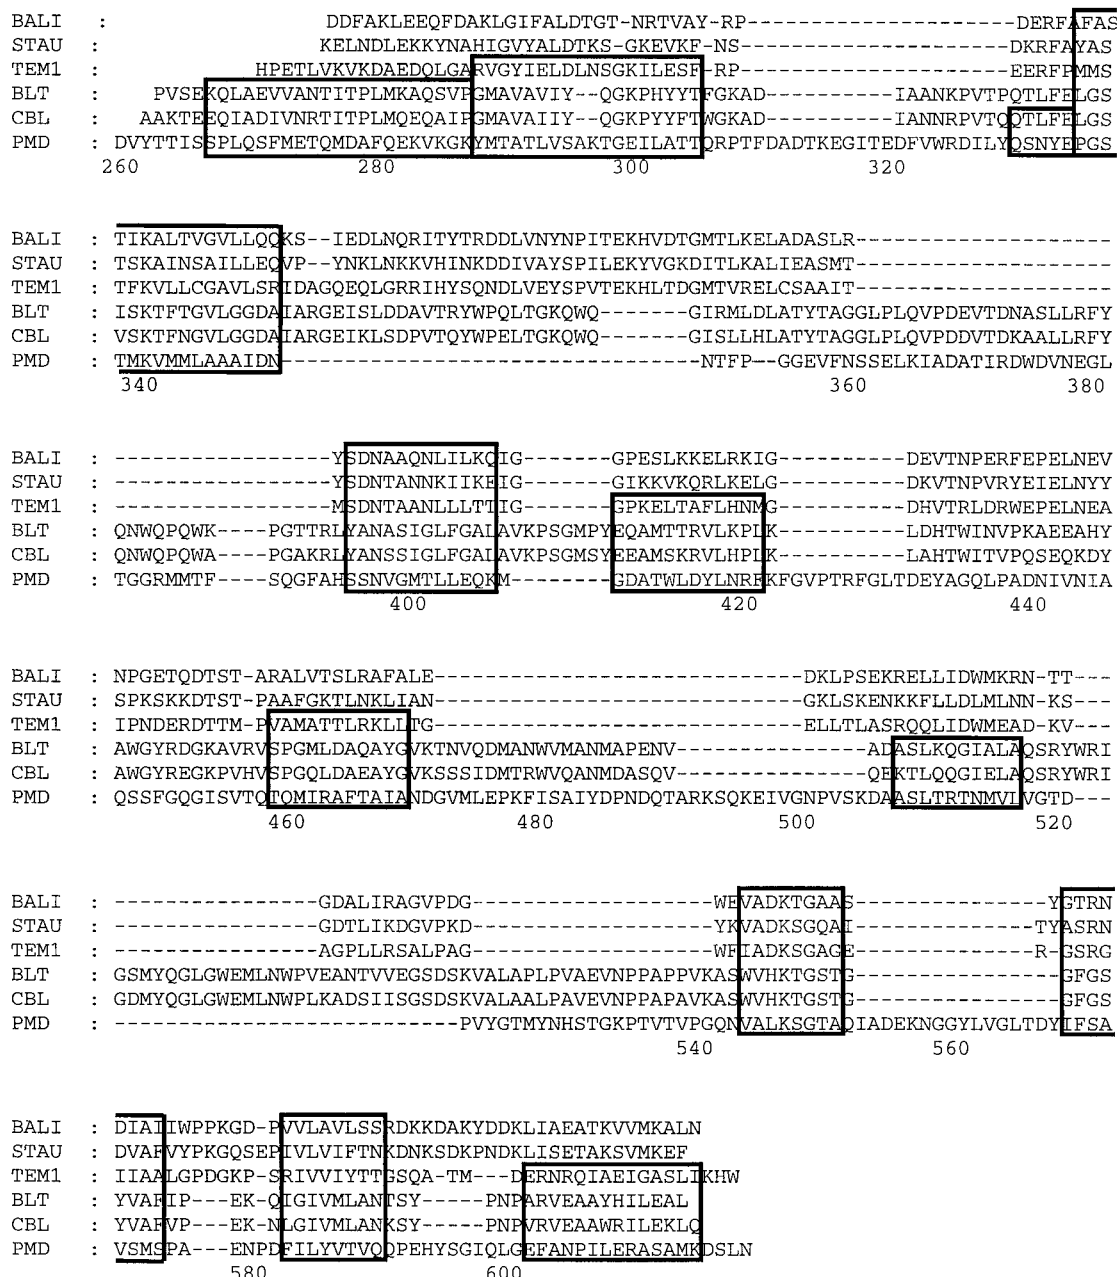 BALI : DDFAKLEEQFDAKLGIFALDTGT-NRTVAY-RP----------------DERFAFAS
STAU : KELNDLEKKYNAHIGVYALDTKS-GKEVKF-NS----------------DKRFAYAS
TEM1 : HPETLVKVKDAEDQLGARVGYIELDLNSGKILESF-RP----------------EERFPMMS
BLT : PVSEKQLAEVVANTITPLMKAQSVPGMAVAVIY--QGKPHYYTFGKAD--------IAANKPVTPQTLFELGS
CBL : AAKTEEQIADIVNRTITPLMQEQAIPGMAVAIIY--QGKPYYFTWGKAD--------IANNRPVTQQTLFELGS
PMD : DVYTTISSPLQSFMETQMDAFQEKVKGKYMTATLVSAKTGEILATTQRPTFDADTKEGITEDFVWRDILYQSNYEPGS
260 280 300 320
BALI : TIKALTVGVLLQQKS--IEDLNQRITYTRDDLVNYNPITEKHVDTGMTLKELADASLR-------------------
STAU : TSKAINSAILLEQVP--YNKLNKKVHINKDDIVAYSPILEKYVGKDITLKALIEASMT-------------------
TEM1 : TFKVLLCGAVLSRIDAGQEQLGRRIHYSQNDLVEYSPVTEKHLTDGMTVRELCSAAIT-------------------
BLT : ISKTFTGVLGGDAIARGEISLDDAVTRYWPQLTGKQWQ-------GIRMLDLATYTAGGLPLQVPDEVTDNASLLRFY
CBL : VSKTFNGVLGGDAIARGEIKLSDPVTQYWPELTGKQWQ-------GISLLHLATYTAGGLPLQVPDDVTDKAALLRFY
PMD : TMKVMMLAAAIDN--------------------------------NTFP---GGEVFNSSELKIADATIRDWDVNEGL
340 360 380
BALI : -----------------YSDNAAQNLILKQIG-------GPESLKKELRKIG----------DEVTNPERFEPELNEV
STAU : -----------------YSDNTANNKIIKEIG-------GIKKVKQRLKELG----------DKVTNPVRYEIELNYY
TEM1 : -----------------MSDNTAANLLLTTIG-------GPKELTAFLHNMG----------DHVTRLDRWEPELNEA
BLT : QNWQPQWK----PGTTRLYANASIGLFGALAVKPSGMPYEQAMTTRVLKPLK----------LDHTWINVPKAEEAHY
CBL : QNWQPQWA----PGAKRLYANSSIGLFGALAVKPSGMSYEEAMSKRVLHPLK----------LAHTWITVPQSEQKDY
PMD : TGGRMMTF----SQGFAHSSNVGMTLLEQKM--------GDATWLDYLNRFKFGVPTRFGLTDEYAGQLPADNIVNIA
400 420 440
BALI : NPGETQDTST-ARALVTSLRAFALE-----------------------------DKLPSEKRELLIDWMKRN-TT---
STAU : SPKSKKDTSTPAAFGKTLNKLIAN------------------------------GKLSKENKKFLLDLMLNN-KS---
TEM1 : IPNDERDTTMPVAMATTLRKLLTG------------------------------ELLTLASRQQLIDWMEAD-KV---
BLT : AWGYRDGKAVRVSPGMLDAQAYGVKTNVQDMANWVMANMAPENV---------------ADASLKQGIALAQSRYWRI
CBL : AWGYREGKPVHVSPGQLDAEAYGVKSSSIDMTRWVQANMDASQV---------------QEKTLQQGIELAQSRYWRI
PMD : QSSFGQGISVTQTQMIRAFTAIANDGVMLEPKFISAIYDPNDQTARKSQKEIVGNPVSKDAASLTRTNMVLVGTD---
460 480 500 520
BALI : ----------------GDALIRAGVPDG-------------------WEVADKTGAAS---------------YGTRN
STAU : ----------------GDTLIKDGVPKD-------------------YKVADKSGQAI--------------TYASRN
TEM1 : ----------------AGPLLRSALPAG-------------------WFIADKSGAGE--------------R-GSRG
BLT : GSMYQGLGWEMLNWPVEANTVVEGSDSKVALAPLPVAEVNPPAPPVKASWVHKTGSTG----------------GFGS
CBL : GDMYQGLGWEMLNWPLKADSIISGSDSKVALAALPAVEVNPPAPAVKASWVHKTGSTG----------------GFGS
PMD : ---------------------------PVYGTMYNHSTGKPTVTVPGQNVALKSGTAQIADEKNGGYLVGLTDYIFSA
540 560
BALI : DIAIIWPPKGD-PVVLAVLSSRDKKDAKYDDKLIAEATKVVMKALN
STAU : DVAFVYPKGQSEPIVLVIFTNKDNKSDKPNDKLISETAKSVMKEF
TEM1 : IIAALGPDGKP-SRIVVIYTTGSQA-TM--DERNRQIAEIGASLIKHW
BLT : YVAFIP---EK-QIGIVMLANTSY----PNPARVEAAYHILEAL
CBL : YVAFVP---EK-NLGIVMLANKSY----PNPVRVEAAWRILEKLQ
PMD : VSMSPA---ENPDFILYVTVQQPEHYSGIQLGEFANPILERASAMKDSLN
580 600